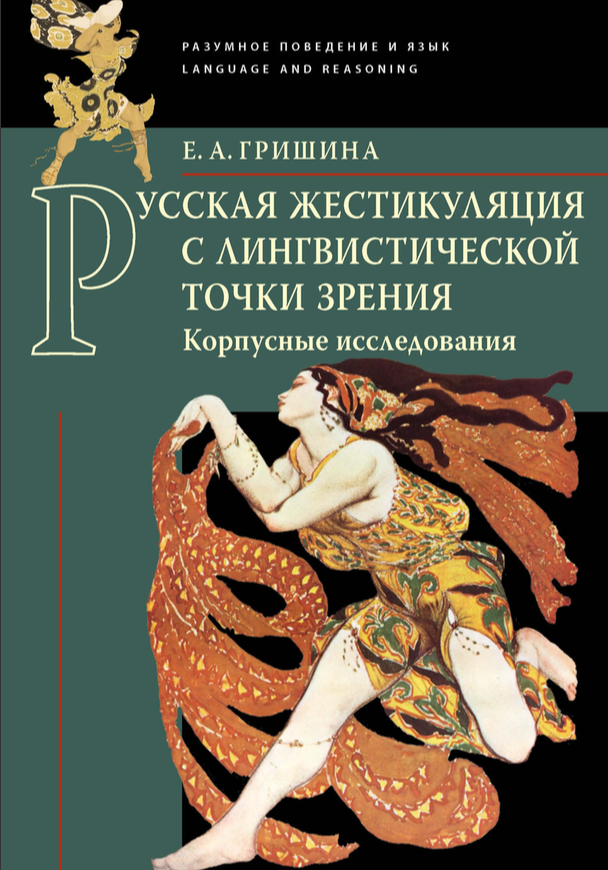 РАЗУМНОЕ ПОВЕДЕНИЕ И ЯЗЫК
LANGUAGE AND REASONING
Е. А. ГРИШИНА
РУССКАЯ ЖЕСТИКУЛЯЦИЯ
С ЛИНГВИСТИЧЕСКОЙ
ТОЧКИ ЗРЕНИЯ
Корпусные исследования